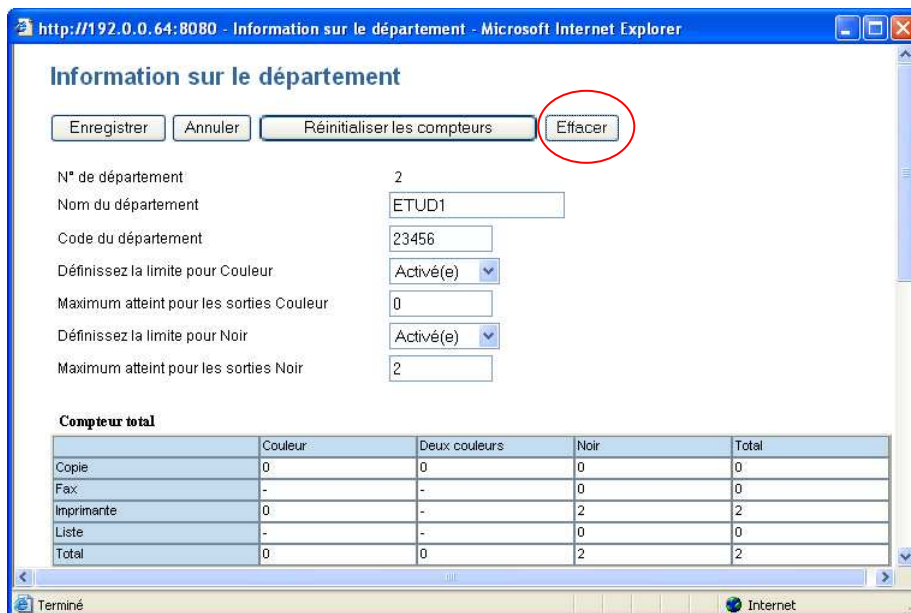 http://192.0.0.64:8080 - Information sur le département - Microsoft Internet Explorer
Information sur le département
Enregistrer Annuler Réinitialiser les compteurs Effacer
N° de département 2
Nom du département ETUD1
Code du département 23456
Définissez la limite pour Couleur Activé(e)
Maximum atteint pour les sorties Couleur 0
Définissez la limite pour Noir Activé(e)
Maximum atteint pour les sorties Noir 2
Compteur total
Couleur Deux couleurs Noir Total
Copie 0 0 0 0
Fax - - 0 0
Imprimante 0 - 2 2
Liste - - 0 0
Total 0 0 2 2
Terminé Internet